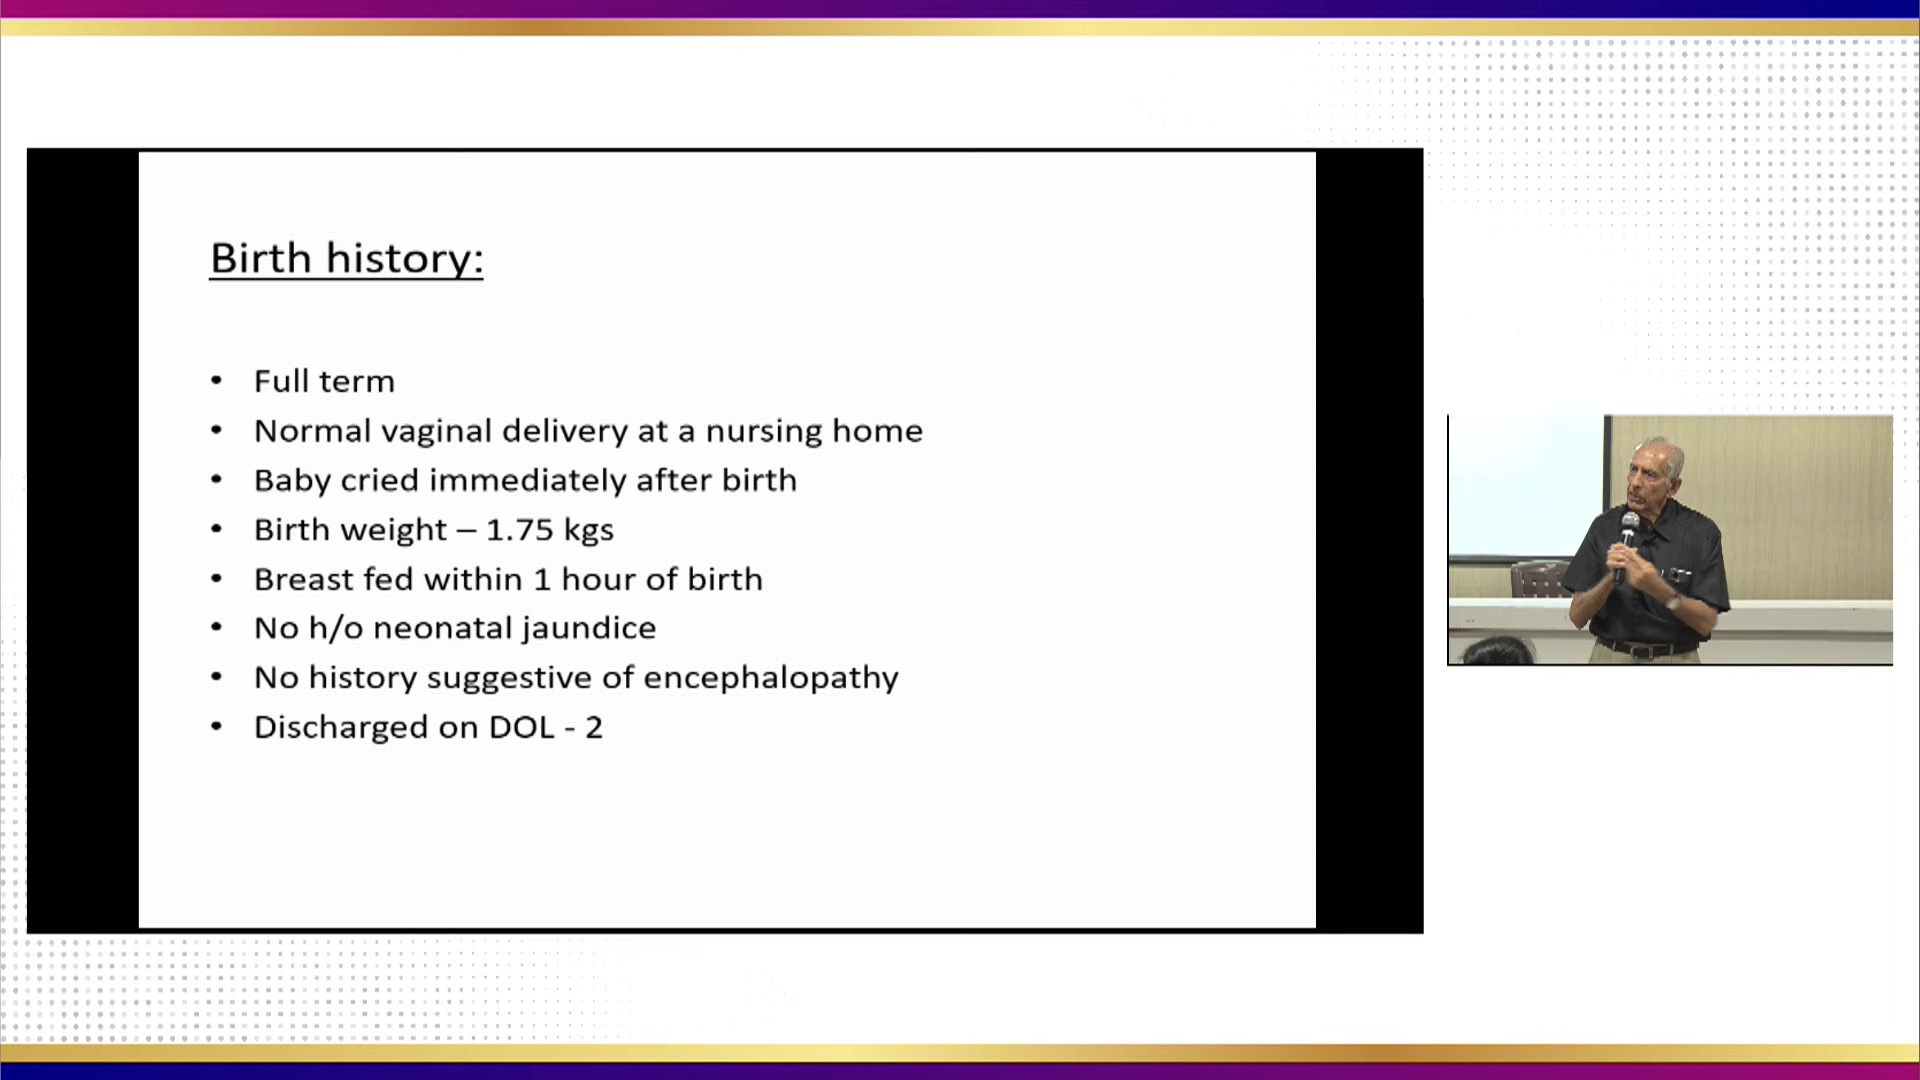 Birth history:
• Full term
• Normal vaginal delivery at a nursing home
• Baby cried immediately after birth
• Birth weight – 1.75 kgs
• Breast fed within 1 hour of birth
• No h/o neonatal jaundice
• No history suggestive of encephalopathy
• Discharged on DOL - 2